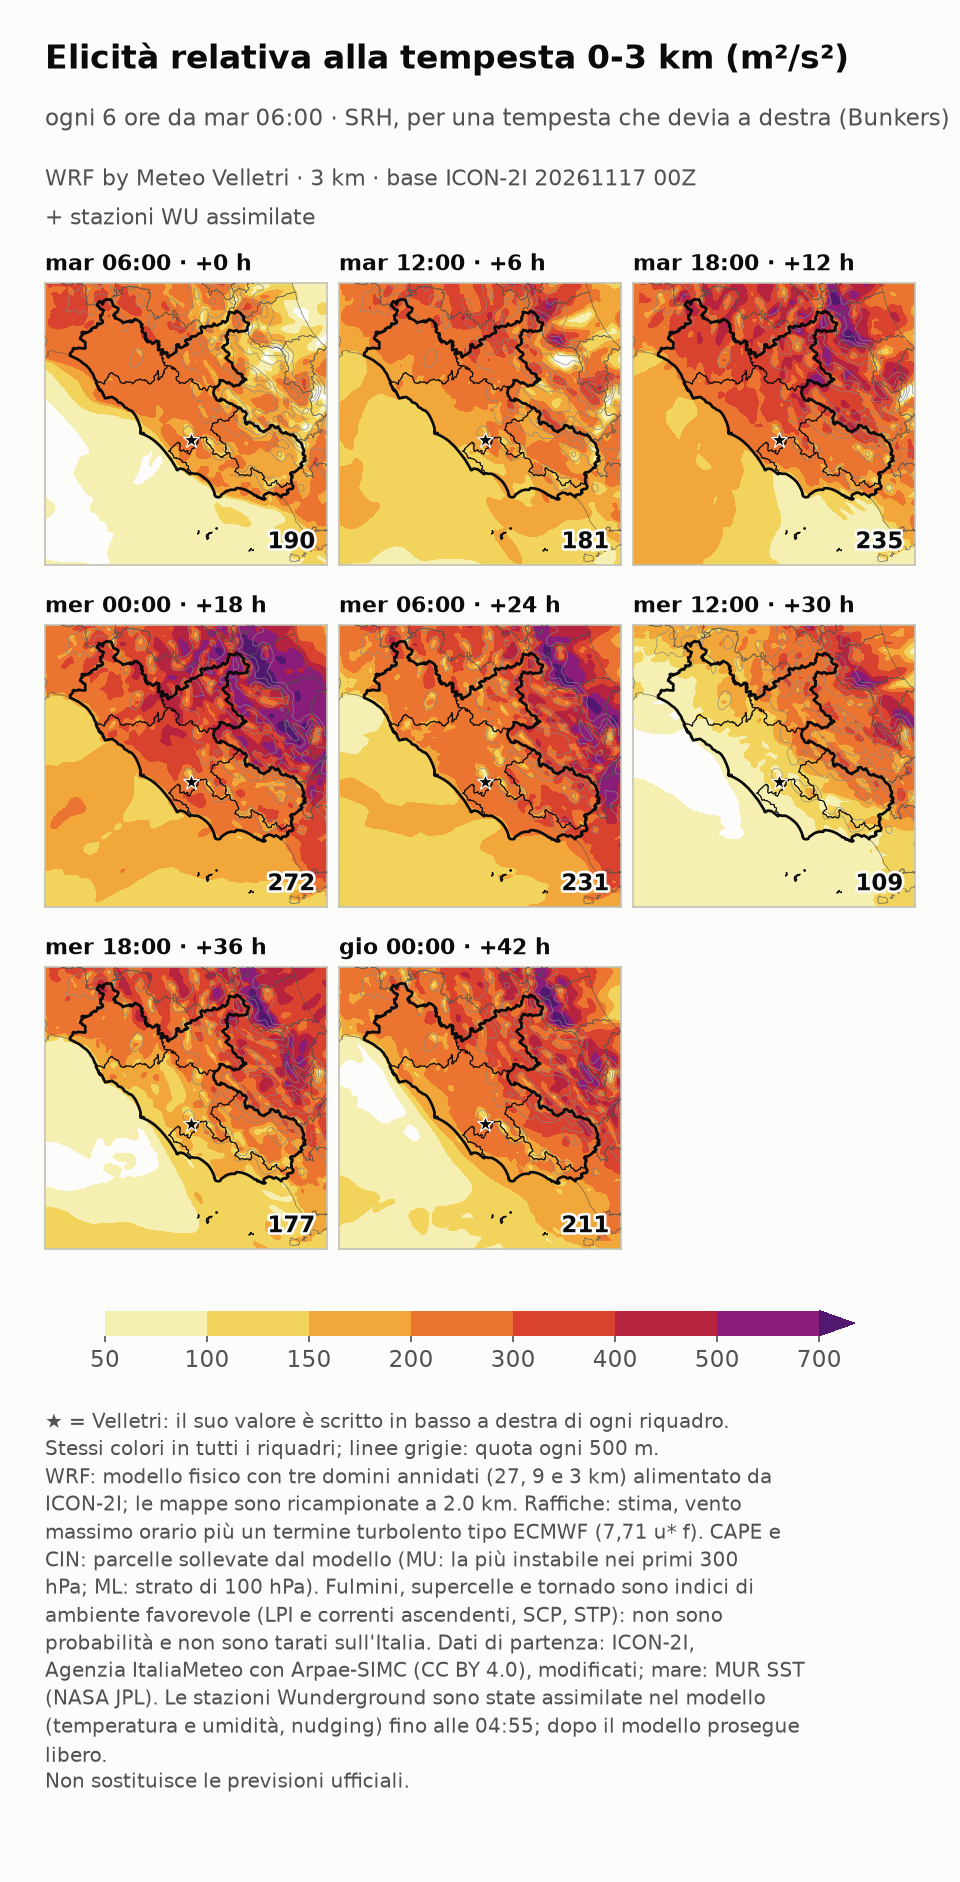 Elicità relativa alla tempesta 0-3 km (m²/s²)
ogni 6 ore da mar 06:00 · SRH, per una tempesta che devia a destra (Bunkers)
WRF by Meteo Velletri · 3 km · base ICON-2I 20261117 00Z
+ stazioni WU assimilate
mar 06:00 · +0 h
mar 12:00 · +6 h
mar 18:00 · +12 h
190
181
235
mer 00:00 · +18 h
mer 06:00 · +24 h
mer 12:00 · +30 h
272
231
109
mer 18:00 · +36 h
gio 00:00 · +42 h
177
211
50 100 150 200 300 400 500 700
★ = Velletri: il suo valore è scritto in basso a destra di ogni riquadro.
Stessi colori in tutti i riquadri; linee grigie: quota ogni 500 m.
WRF: modello fisico con tre domini annidati (27, 9 e 3 km) alimentato da
ICON-2I; le mappe sono ricampionate a 2.0 km. Raffiche: stima, vento
massimo orario più un termine turbolento tipo ECMWF (7,71 u* f). CAPE e
CIN: parcelle sollevate dal modello (MU: la più instabile nei primi 300
hPa; ML: strato di 100 hPa). Fulmini, supercelle e tornado sono indici di
ambiente favorevole (LPI e correnti ascendenti, SCP, STP): non sono
probabilità e non sono tarati sull'Italia. Dati di partenza: ICON-2I,
Agenzia ItaliaMeteo con Arpae-SIMC (CC BY 4.0), modificati; mare: MUR SST
(NASA JPL). Le stazioni Wunderground sono state assimilate nel modello
(temperatura e umidità, nudging) fino alle 04:55; dopo il modello prosegue
libero.
Non sostituisce le previsioni ufficiali.